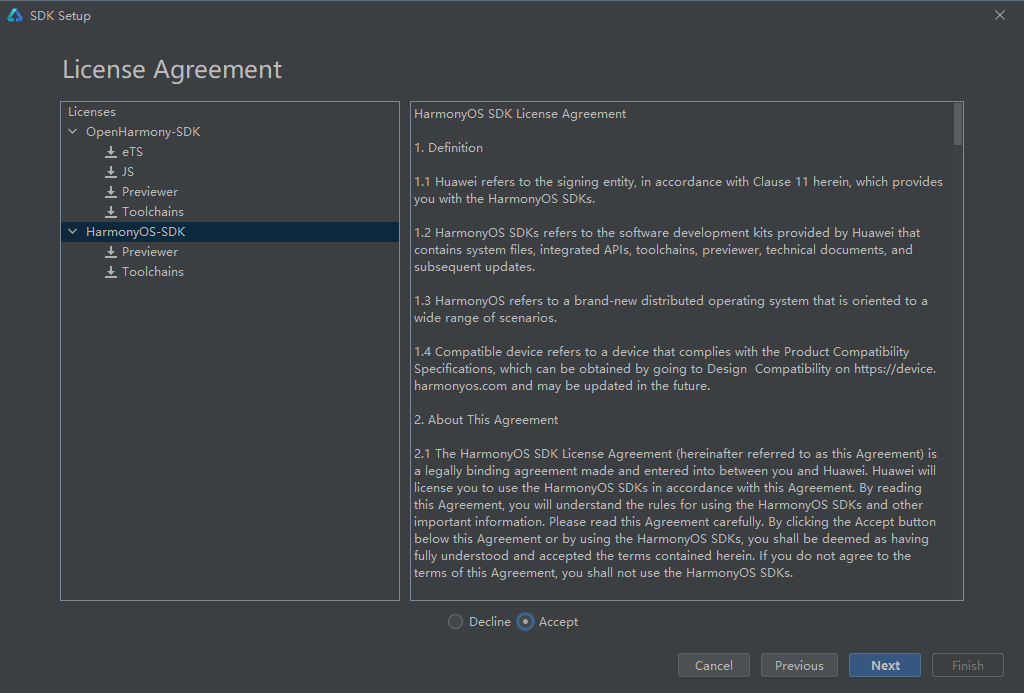 SDK Setup
License Agreement
Licenses
OpenHarmony-SDK
eTS
JS
Previewer
Toolchains
HarmonyOS-SDK
Previewer
Toolchains
HarmonyOS SDK License Agreement
1. Definition
1.1 Huawei refers to the signing entity, in accordance with Clause 11 herein, which provides
you with the HarmonyOS SDKs.
1.2 HarmonyOS SDKs refers to the software development kits provided by Huawei that
contains system files, integrated APIs, toolchains, previewer, technical documents, and
subsequent updates.
1.3 HarmonyOS refers to a brand-new distributed operating system that is oriented to a
wide range of scenarios.
1.4 Compatible device refers to a device that complies with the Product Compatibility
Specifications, which can be obtained by going to Design  Compatibility on https://device.
harmonyos.com and may be updated in the future.
2. About This Agreement
2.1 The HarmonyOS SDK License Agreement (hereinafter referred to as this Agreement) is
a legally binding agreement made and entered into between you and Huawei. Huawei will
license you to use the HarmonyOS SDKs in accordance with this Agreement. By reading
this Agreement, you will understand the rules for using the HarmonyOS SDKs and other
important information. Please read this Agreement carefully. By clicking the Accept button
below this Agreement or by using the HarmonyOS SDKs, you shall be deemed as having
fully understood and accepted the terms contained herein. If you do not agree to the
terms of this Agreement, you shall not use the HarmonyOS SDKs.
Decline Accept
Cancel Previous Next Finish